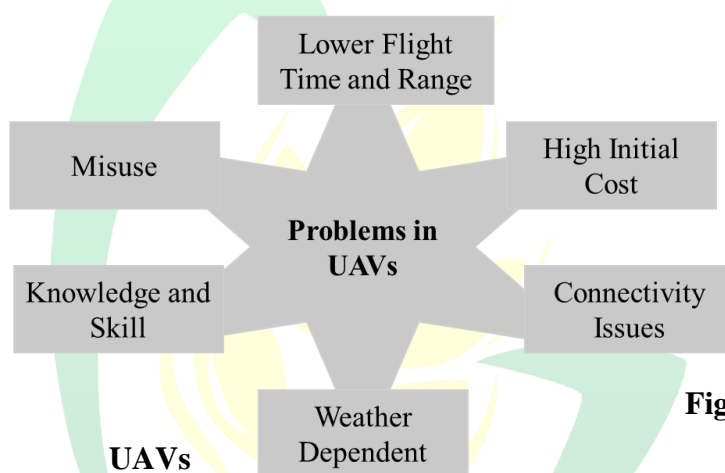 Lower Flight
Time and Range
Misuse
High Initial
Cost
Problems in
UAVs
Knowledge and
Skill
Connectivity
Issues
Weather
Dependent
Fig
UAVs